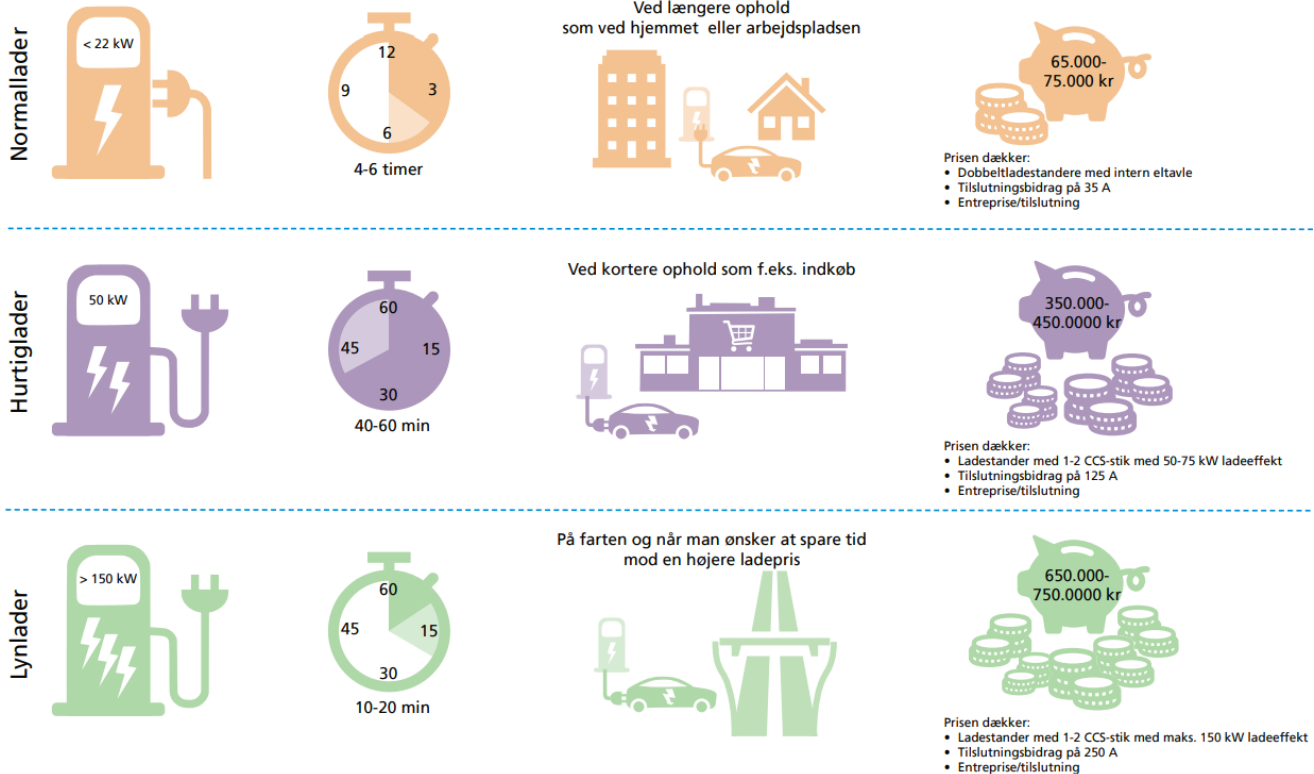 Normallader
< 22 kW
12
3
6
9
4-6 timer
Ved længere ophold
som ved hjemmet eller arbejdspladsen
65.000-
75.000 kr
Prisen dækker:
• Dobbeltladestandere med intern eltavle
• Tilslutningsbidrag på 35 A
• Entreprise/tilslutning
Hurtiglader
50 kW
60
15
30
45
40-60 min
Ved kortere ophold som f.eks. indkøb
350.000-
450.0000 kr
Prisen dækker:
• Ladestander med 1-2 CCS-stik med 50-75 kW ladeeffekt
• Tilslutningsbidrag på 125 A
• Entreprise/tilslutning
Lynlader
> 150 kW
60
15
30
45
10-20 min
På farten og når man ønsker at spare tid
mod en højere ladepris
650.000-
750.0000 kr
Prisen dækker:
• Ladestander med 1-2 CCS-stik med maks. 150 kW ladeeffekt
• Tilslutningsbidrag på 250 A
• Entreprise/tilslutning